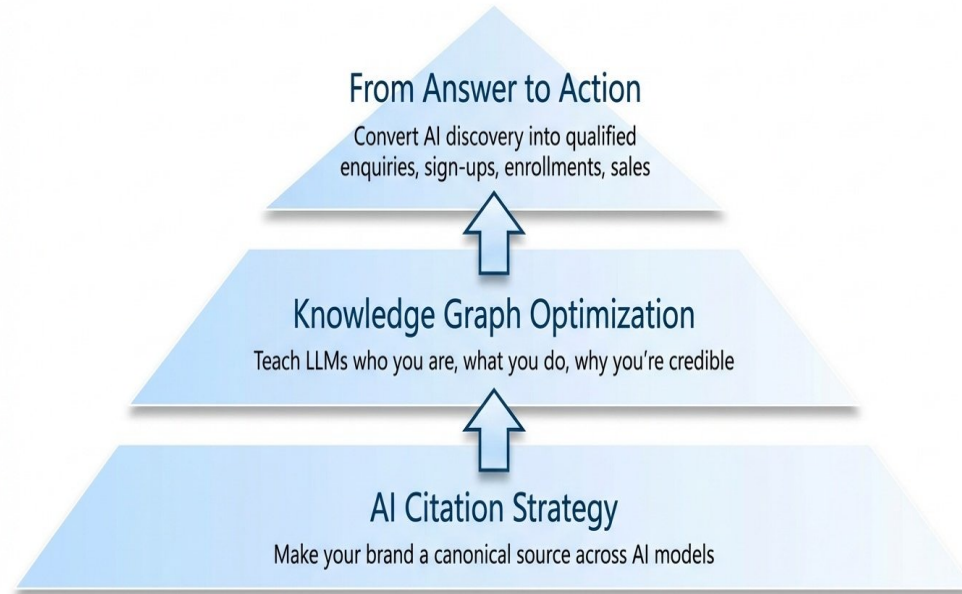 From Answer to Action
Convert AI discovery into qualified
enquiries, sign-ups, enrollments, sales
Knowledge Graph Optimization
Teach LLMs who you are, what you do, why you’re credible
AI Citation Strategy
Make your brand a canonical source across AI models